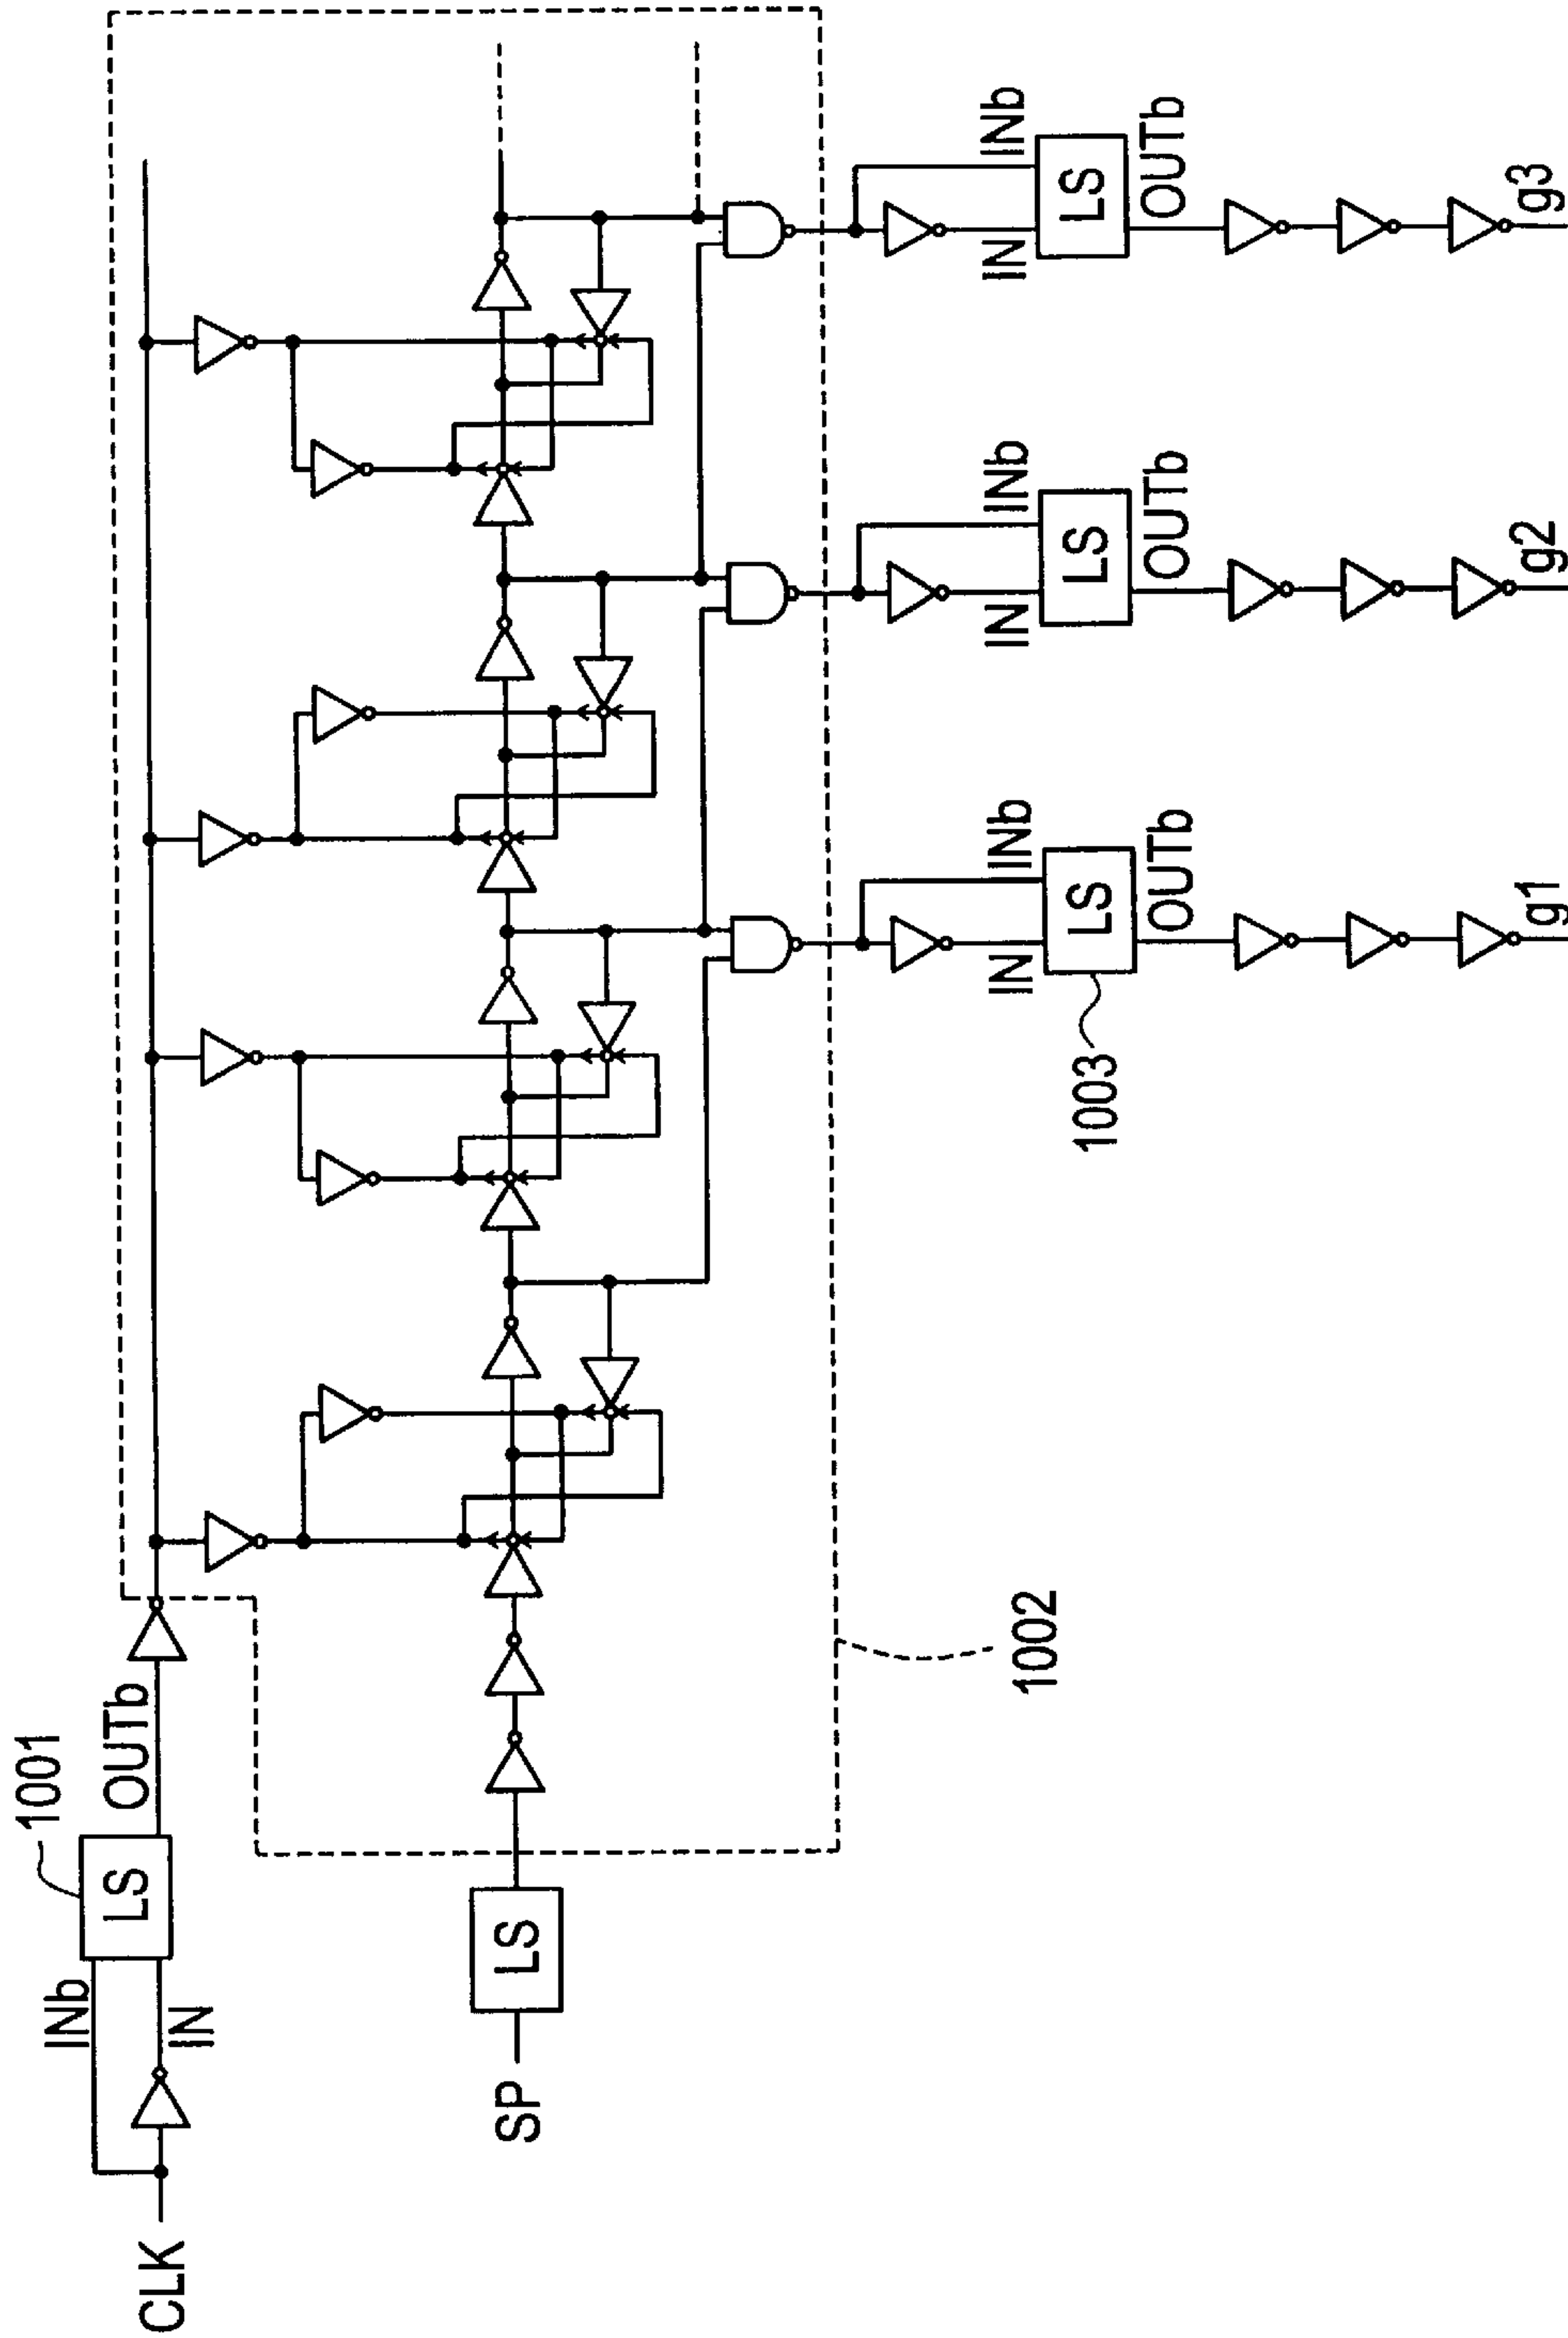 CLK
INb
IN
LS
1001
OUTb
SP
LS
1002
IN
INb
LS
1003
OUTb
g1
IN
INb
LS
OUTb
g2
IN
INb
LS
OUTb
g3